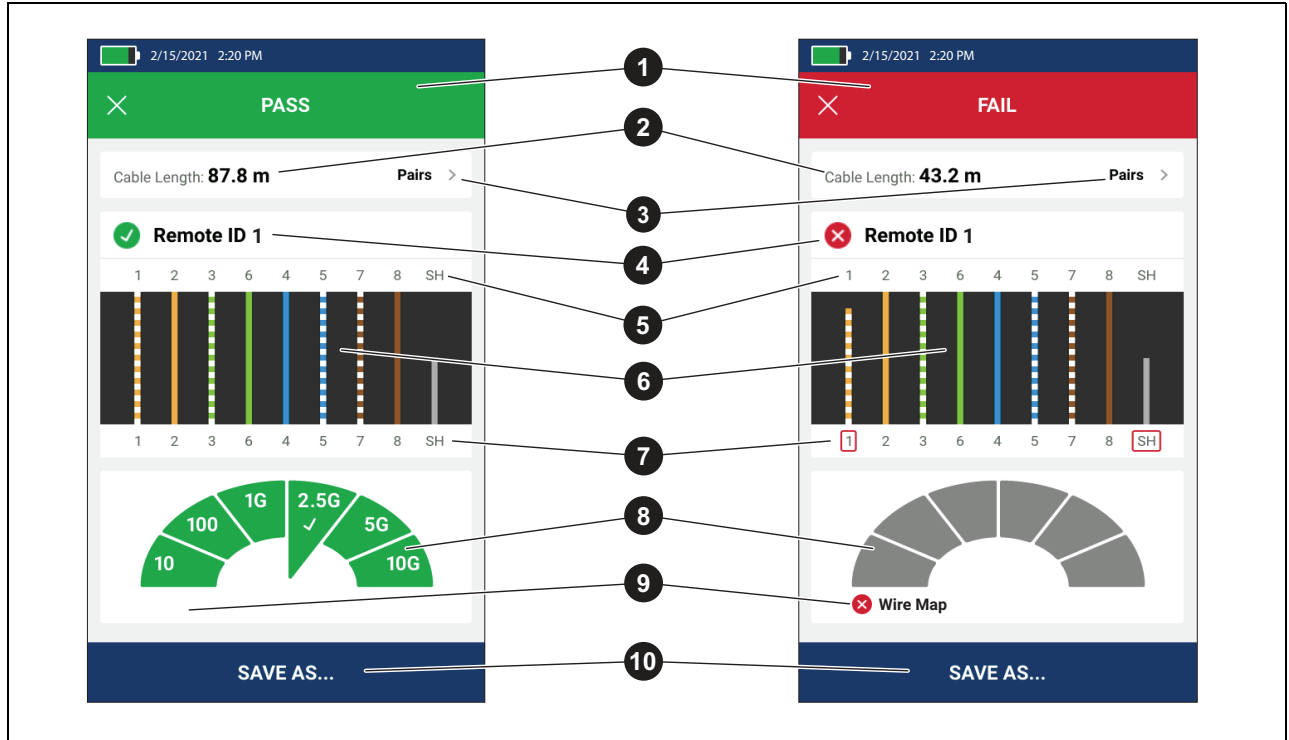 2/15/2021 2:20 PM
PASS
Cable Length: 87.8 m Pairs >
Remote ID 1
1 2 3 6 4 5 7 8 SH
1 2 3 6 4 5 7 8 SH
10 100 1G 2.5G 5G 10G
SAVE AS...
1
2
3
4
5
6
7
8
9
10
2/15/2021 2:20 PM
FAIL
Cable Length: 43.2 m Pairs >
Remote ID 1
1 2 3 6 4 5 7 8 SH
1 2 3 6 4 5 7 8 SH
Wire Map
SAVE AS...